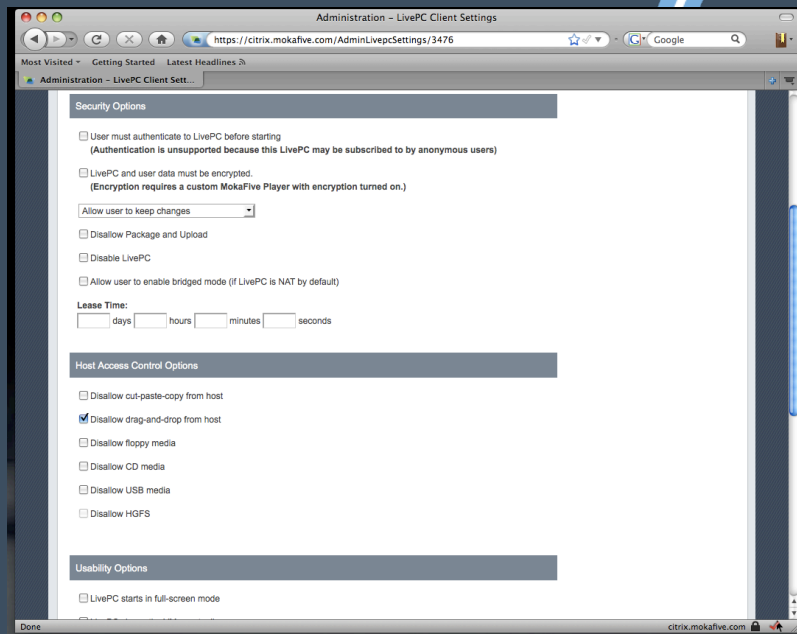 Administration – LivePC Client Settings
https://citrix.mokafive.com/AdminLivepcSettings/3476
G
Google
Most Visited
Getting Started
Latest Headlines
Administration – LivePC Client Sett...
Security Options
User must authenticate to LivePC before starting
(Authentication is unsupported because this LivePC may be subscribed to by anonymous users)
LivePC and user data must be encrypted.
(Encryption requires a custom MokaFive Player with encryption turned on.)
Allow user to keep changes
Disallow Package and Upload
Disable LivePC
Allow user to enable bridged mode (if LivePC is NAT by default)
Lease Time:
days hours minutes seconds
Host Access Control Options
Disallow cut-paste-copy from host
Disallow drag-and-drop from host
Disallow floppy media
Disallow CD media
Disallow USB media
Disallow HGFS
Usability Options
LivePC starts in full-screen mode
Done
citrix.mokafive.com